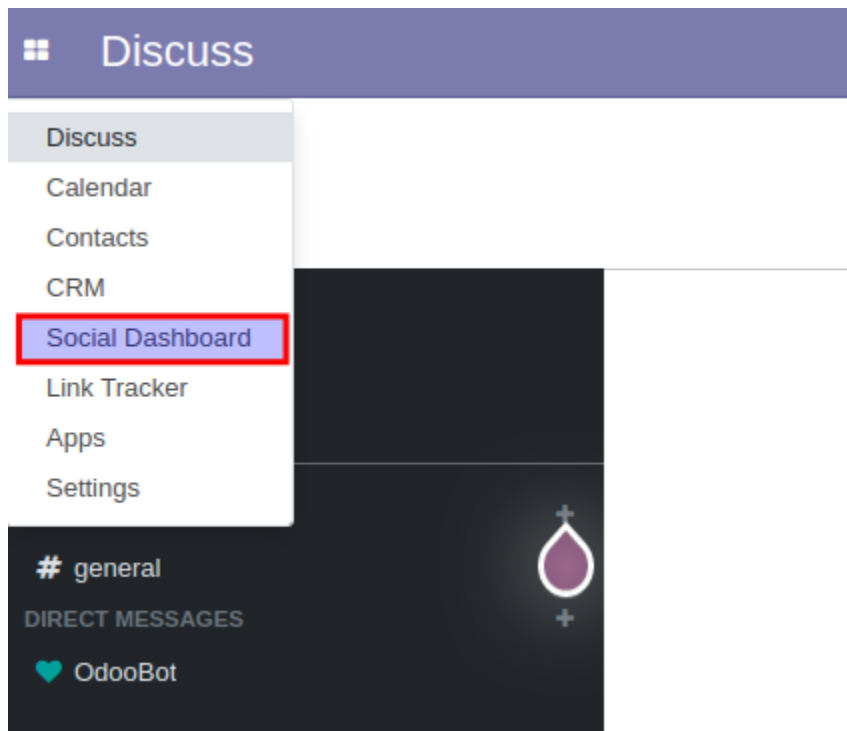 Discuss
Discuss
Calendar
Contacts
CRM
Social Dashboard
Link Tracker
Apps
Settings
# general
DIRECT MESSAGES
OdooBot